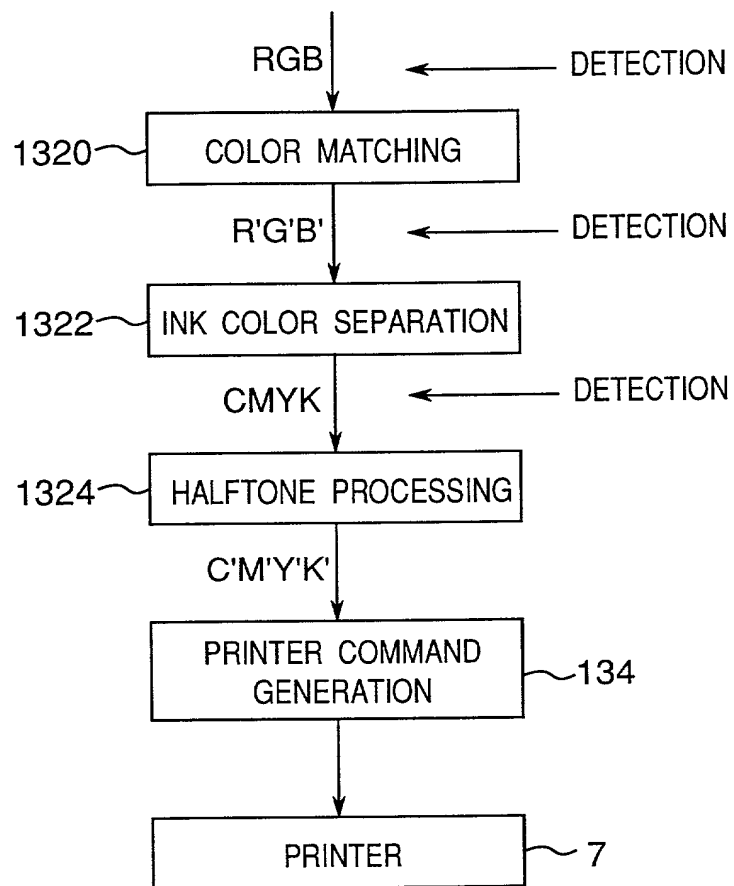 RGB
DETECTION
1320
COLOR MATCHING
R'G'B'
DETECTION
1322
INK COLOR SEPARATION
CMYK
DETECTION
1324
HALFTONE PROCESSING
C'M'Y'K'
PRINTER COMMAND
GENERATION
134
PRINTER
7